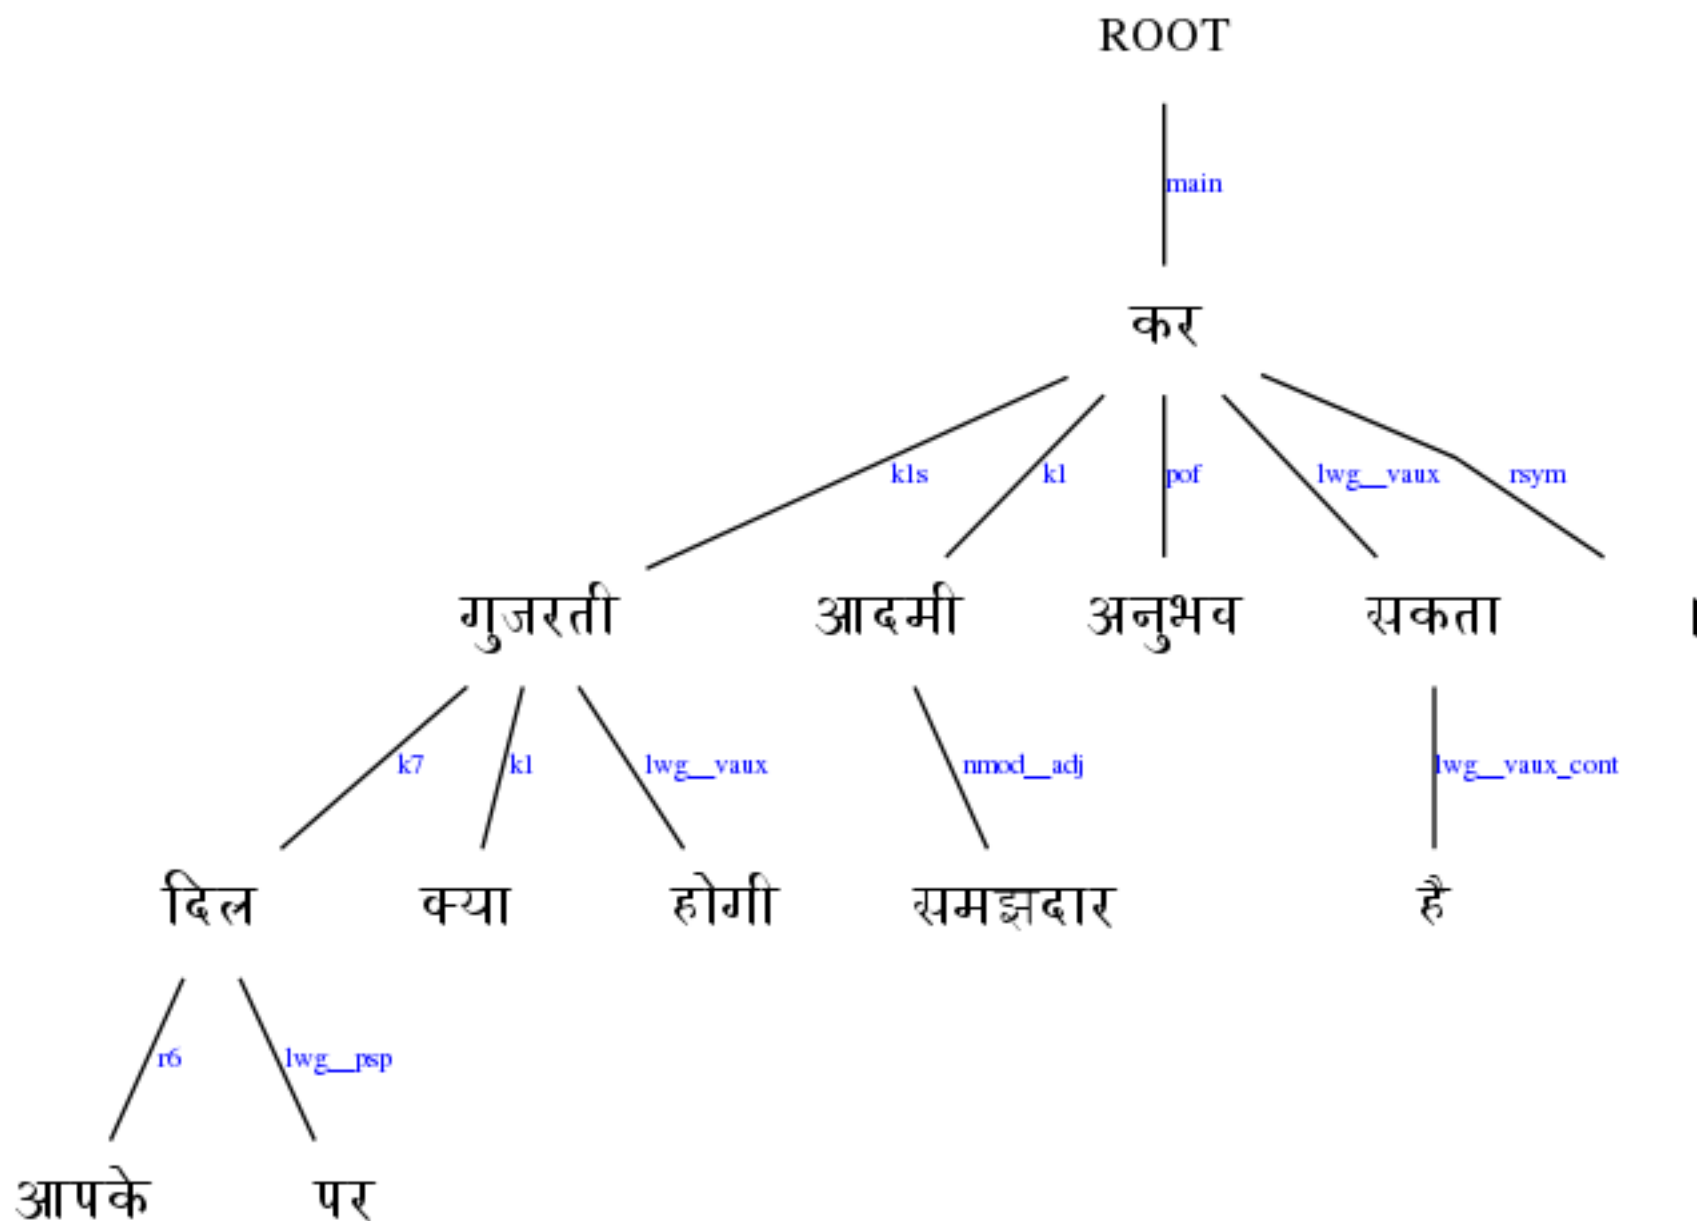 ROOT
main
कर
k1s k1 pof lwg__vaux rsym
गुजरती आदमी अनुभव सकता ।
k7 k1 lwg__vaux nmod__adj lwg__vaux_cont
दिल क्या होगी समझदार है
r6 lwg__psp
आपके पर